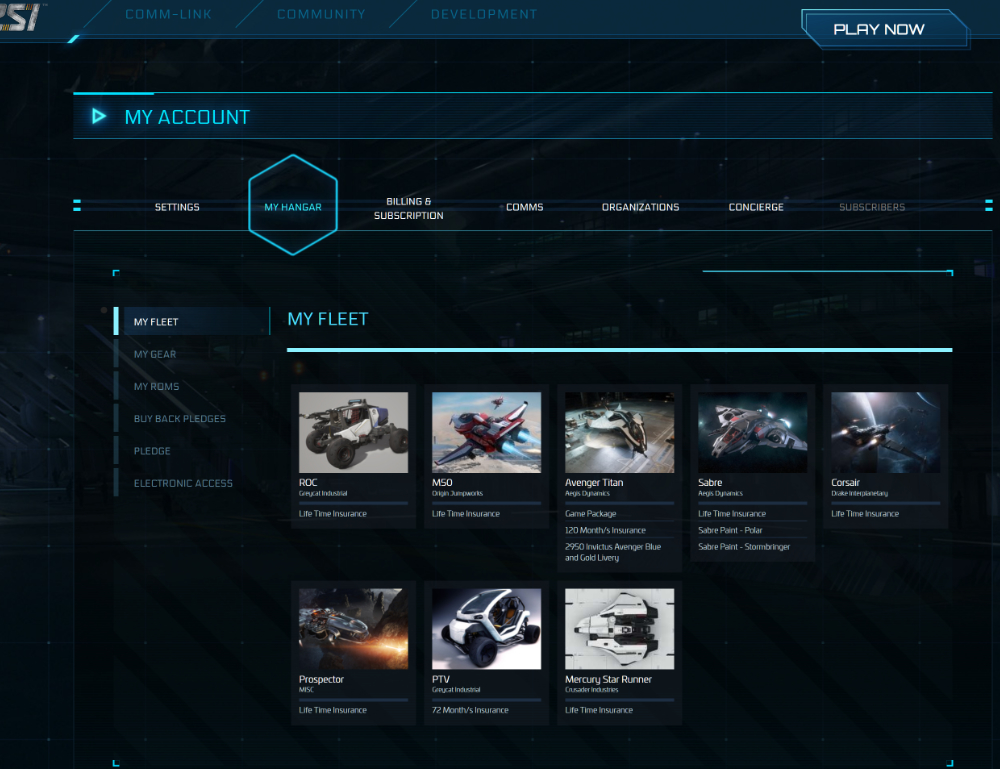 RSI
COMM-LINK
COMMUNITY
DEVELOPMENT
PLAY NOW
MY ACCOUNT
SETTINGS
MY HANGAR
BILLING &
SUBSCRIPTION
COMMS
ORGANIZATIONS
CONCIERGE
SUBSCRIBERS
MY FLEET
MY GEAR
MY ROMS
BUY BACK PLEDGES
PLEDGE
ELECTRONIC ACCESS
MY FLEET
ROC
Greycat Industrial
Life Time Insurance
M50
Origin Jumpworks
Life Time Insurance
Avenger Titan
Aegis Dynamics
Game Package
120 Month/s Insurance
2950 Invictus Avenger Blue
and Gold Livery
Sabre
Aegis Dynamics
Life Time Insurance
Sabre Paint - Polar
Sabre Paint - Stormbringer
Corsair
Drake Interplanetary
Life Time Insurance
Prospector
MISC
Life Time Insurance
PTV
Greycat Industrial
72 Month/s Insurance
Mercury Star Runner
Crusader Industries
Life Time Insurance